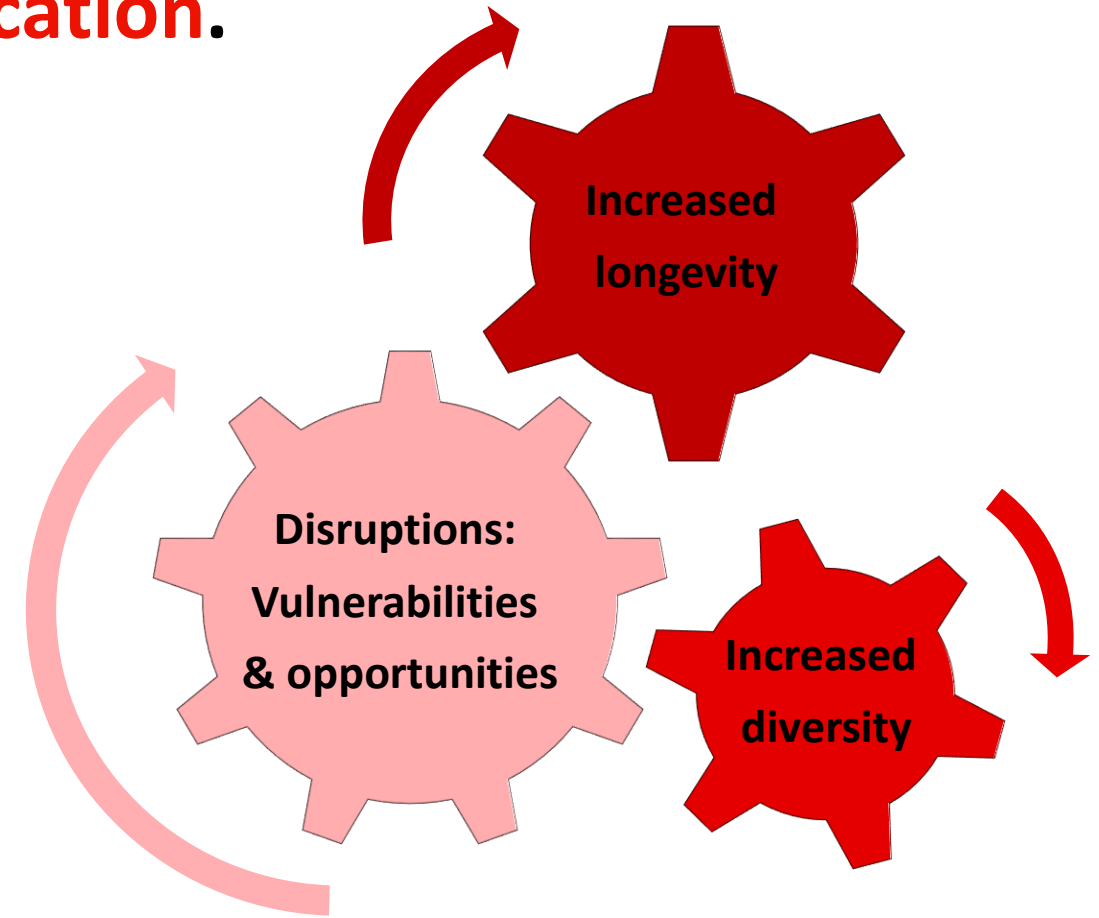 cation.
Increased
longevity
Disruptions:
Vulnerabilities
& opportunities
Increased
diversity